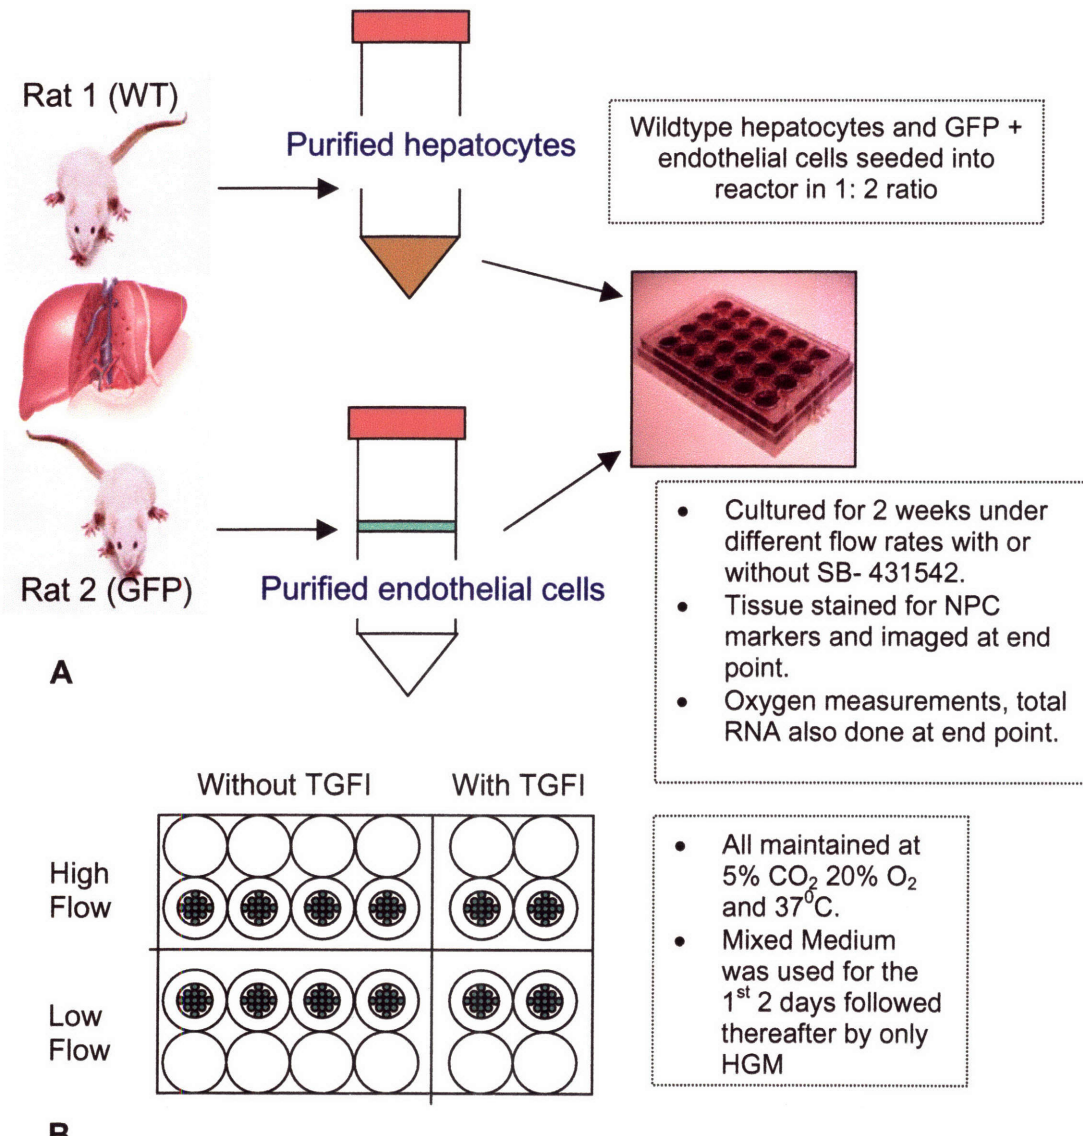 Rat 1 (WT)
Purified hepatocytes
Wildtype hepatocytes and GFP +
endothelial cells seeded into
reactor in 1: 2 ratio
Rat 2 (GFP)
Purified endothelial cells
A
• Cultured for 2 weeks under
different flow rates with or
without SB- 431542.
• Tissue stained for NPC
markers and imaged at end
point.
• Oxygen measurements, total
RNA also done at end point.
Without TGFI
With TGFI
High
Flow
Low
Flow
• All maintained at
5% CO₂ 20% O₂
and 37⁰C.
• Mixed Medium
was used for the
1ˢᵗ 2 days followed
thereafter by only
HGM
B